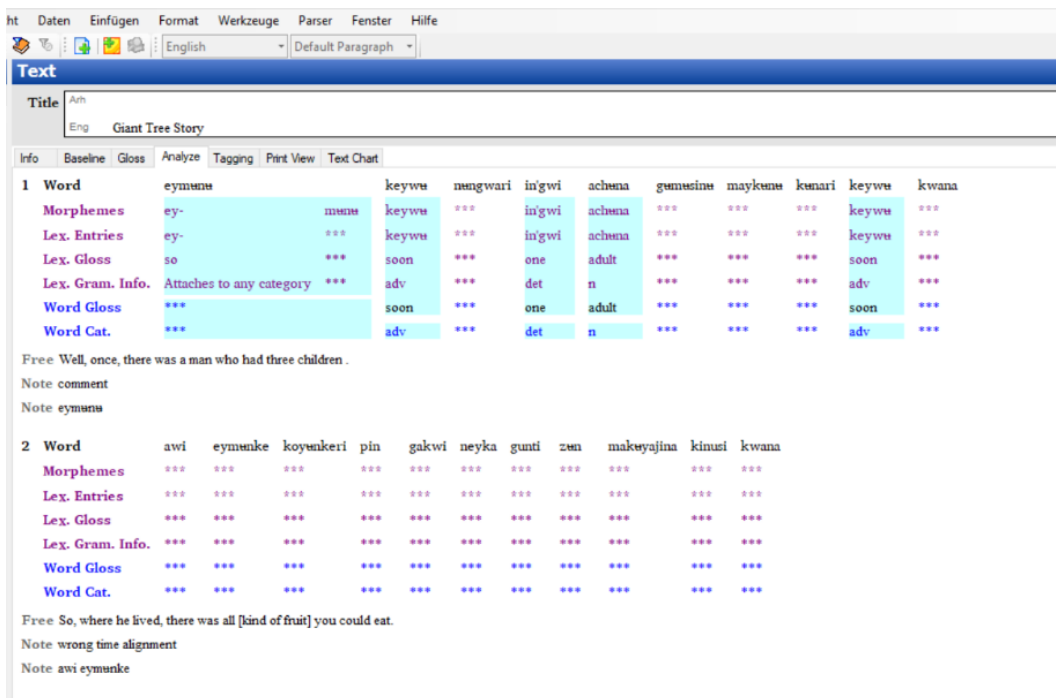 ht Daten Einfügen Format Werkzeuge Parser Fenster Hilfe
English Default Paragraph
Text
Title Arh
Eng Giant Tree Story
Info Baseline Gloss Analyze Tagging Print View Text Chart
1 Word eymʉnʉ keywʉ nʉngwari in'gwi achʉna gʉmʉsinʉ maykʉnʉ kʉnari keywʉ kwana
Morphemes ey- mʉnʉ keywʉ *** in'gwi achʉna *** *** *** keywʉ ***
Lex. Entries ey- *** keywʉ *** in'gwi achʉna *** *** *** keywʉ ***
Lex. Gloss so *** soon *** one adult *** *** *** soon ***
Lex. Gram. Info. Attaches to any category *** adv *** det n *** *** *** adv ***
Word Gloss *** soon *** one adult *** *** *** soon ***
Word Cat. *** adv *** det n *** *** *** adv ***
Free Well, once, there was a man who had three children .
Note comment
Note eymʉnʉ
2 Word awi eymʉnke koyʉnkeri pin gakwi neyka gunti zʉn makʉyajina kinusi kwana
Morphemes *** *** *** *** *** *** *** *** *** *** ***
Lex. Entries *** *** *** *** *** *** *** *** *** *** ***
Lex. Gloss *** *** *** *** *** *** *** *** *** *** ***
Lex. Gram. Info. *** *** *** *** *** *** *** *** *** *** ***
Word Gloss *** *** *** *** *** *** *** *** *** *** ***
Word Cat. *** *** *** *** *** *** *** *** *** *** ***
Free So, where he lived, there was all [kind of fruit] you could eat.
Note wrong time alignment
Note awi eymʉnke